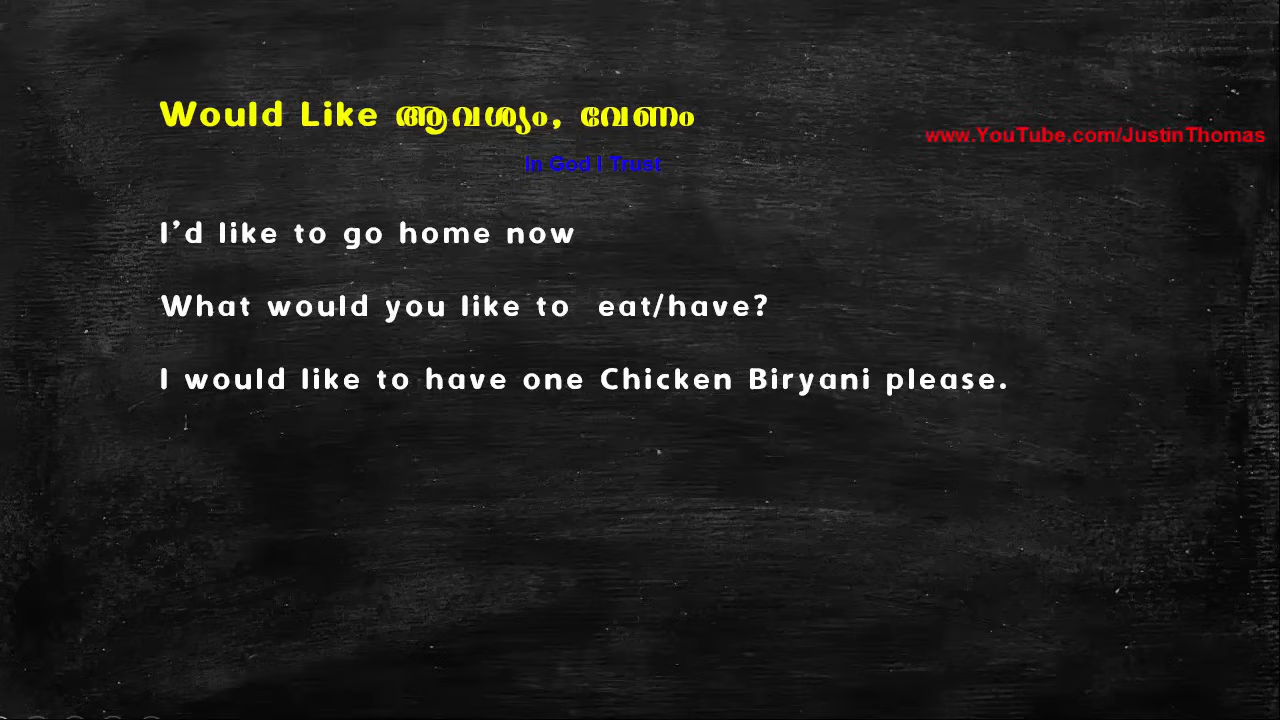 Would Like ആവശ്യം, വേണം
www.YouTube.com/JustinThomas
In God I Trust
I'd like to go home now
What would you like to eat/have?
I would like to have one Chicken Biryani please.